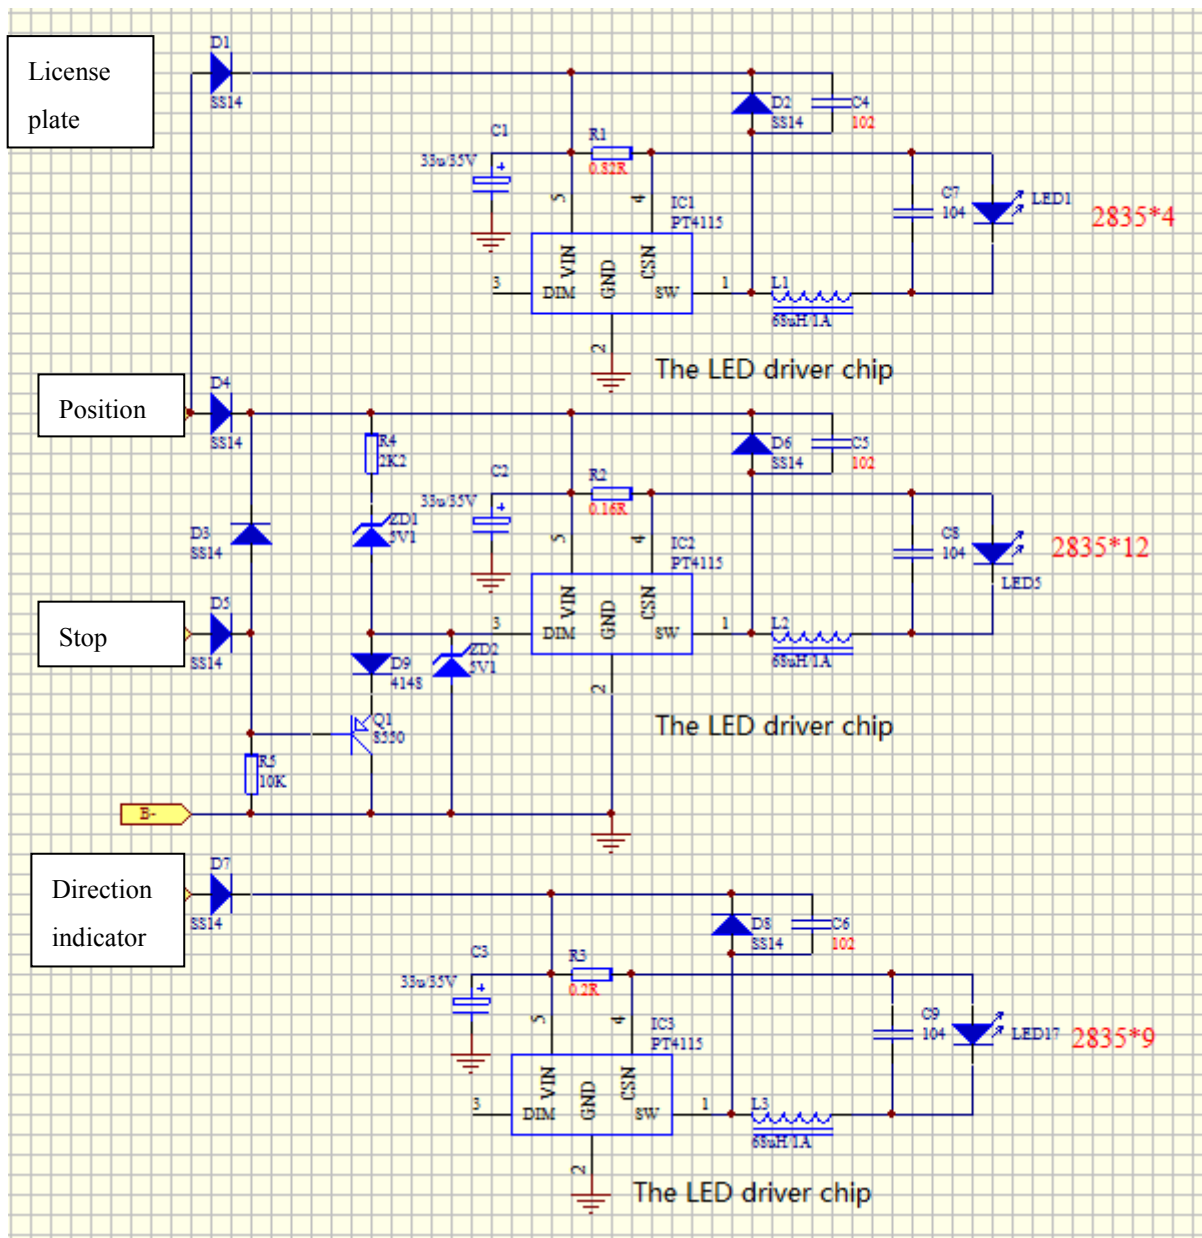 License
plate
D1
SS14
D2
SS14
C4
102
C1
33u/35V
R1
0.82R
5
4
IC1
PT4115
VIN
GND
CSN
3
DIM
SW
1
2
L1
68uH/1A
C7
104
LED1
2835*4
The LED driver chip
Position
D4
SS14
R4
2K2
D6
SS14
C5
102
C2
33u/35V
R2
0.16R
ZD1
5V1
D3
SS14
5
4
IC2
PT4115
VIN
GND
CSN
C8
104
2835*12
LED5
Stop
D5
SS14
3
DIM
SW
1
2
L2
68uH/1A
D9
4148
ZD2
5V1
Q1
8550
The LED driver chip
R5
10K
B-
Direction
indicator
D7
SS14
D8
SS14
C6
102
C3
33u/35V
R3
0.2R
5
4
IC3
PT4115
VIN
GND
CSN
C9
104
LED17
2835*9
3
DIM
SW
1
2
L3
68uH/1A
The LED driver chip